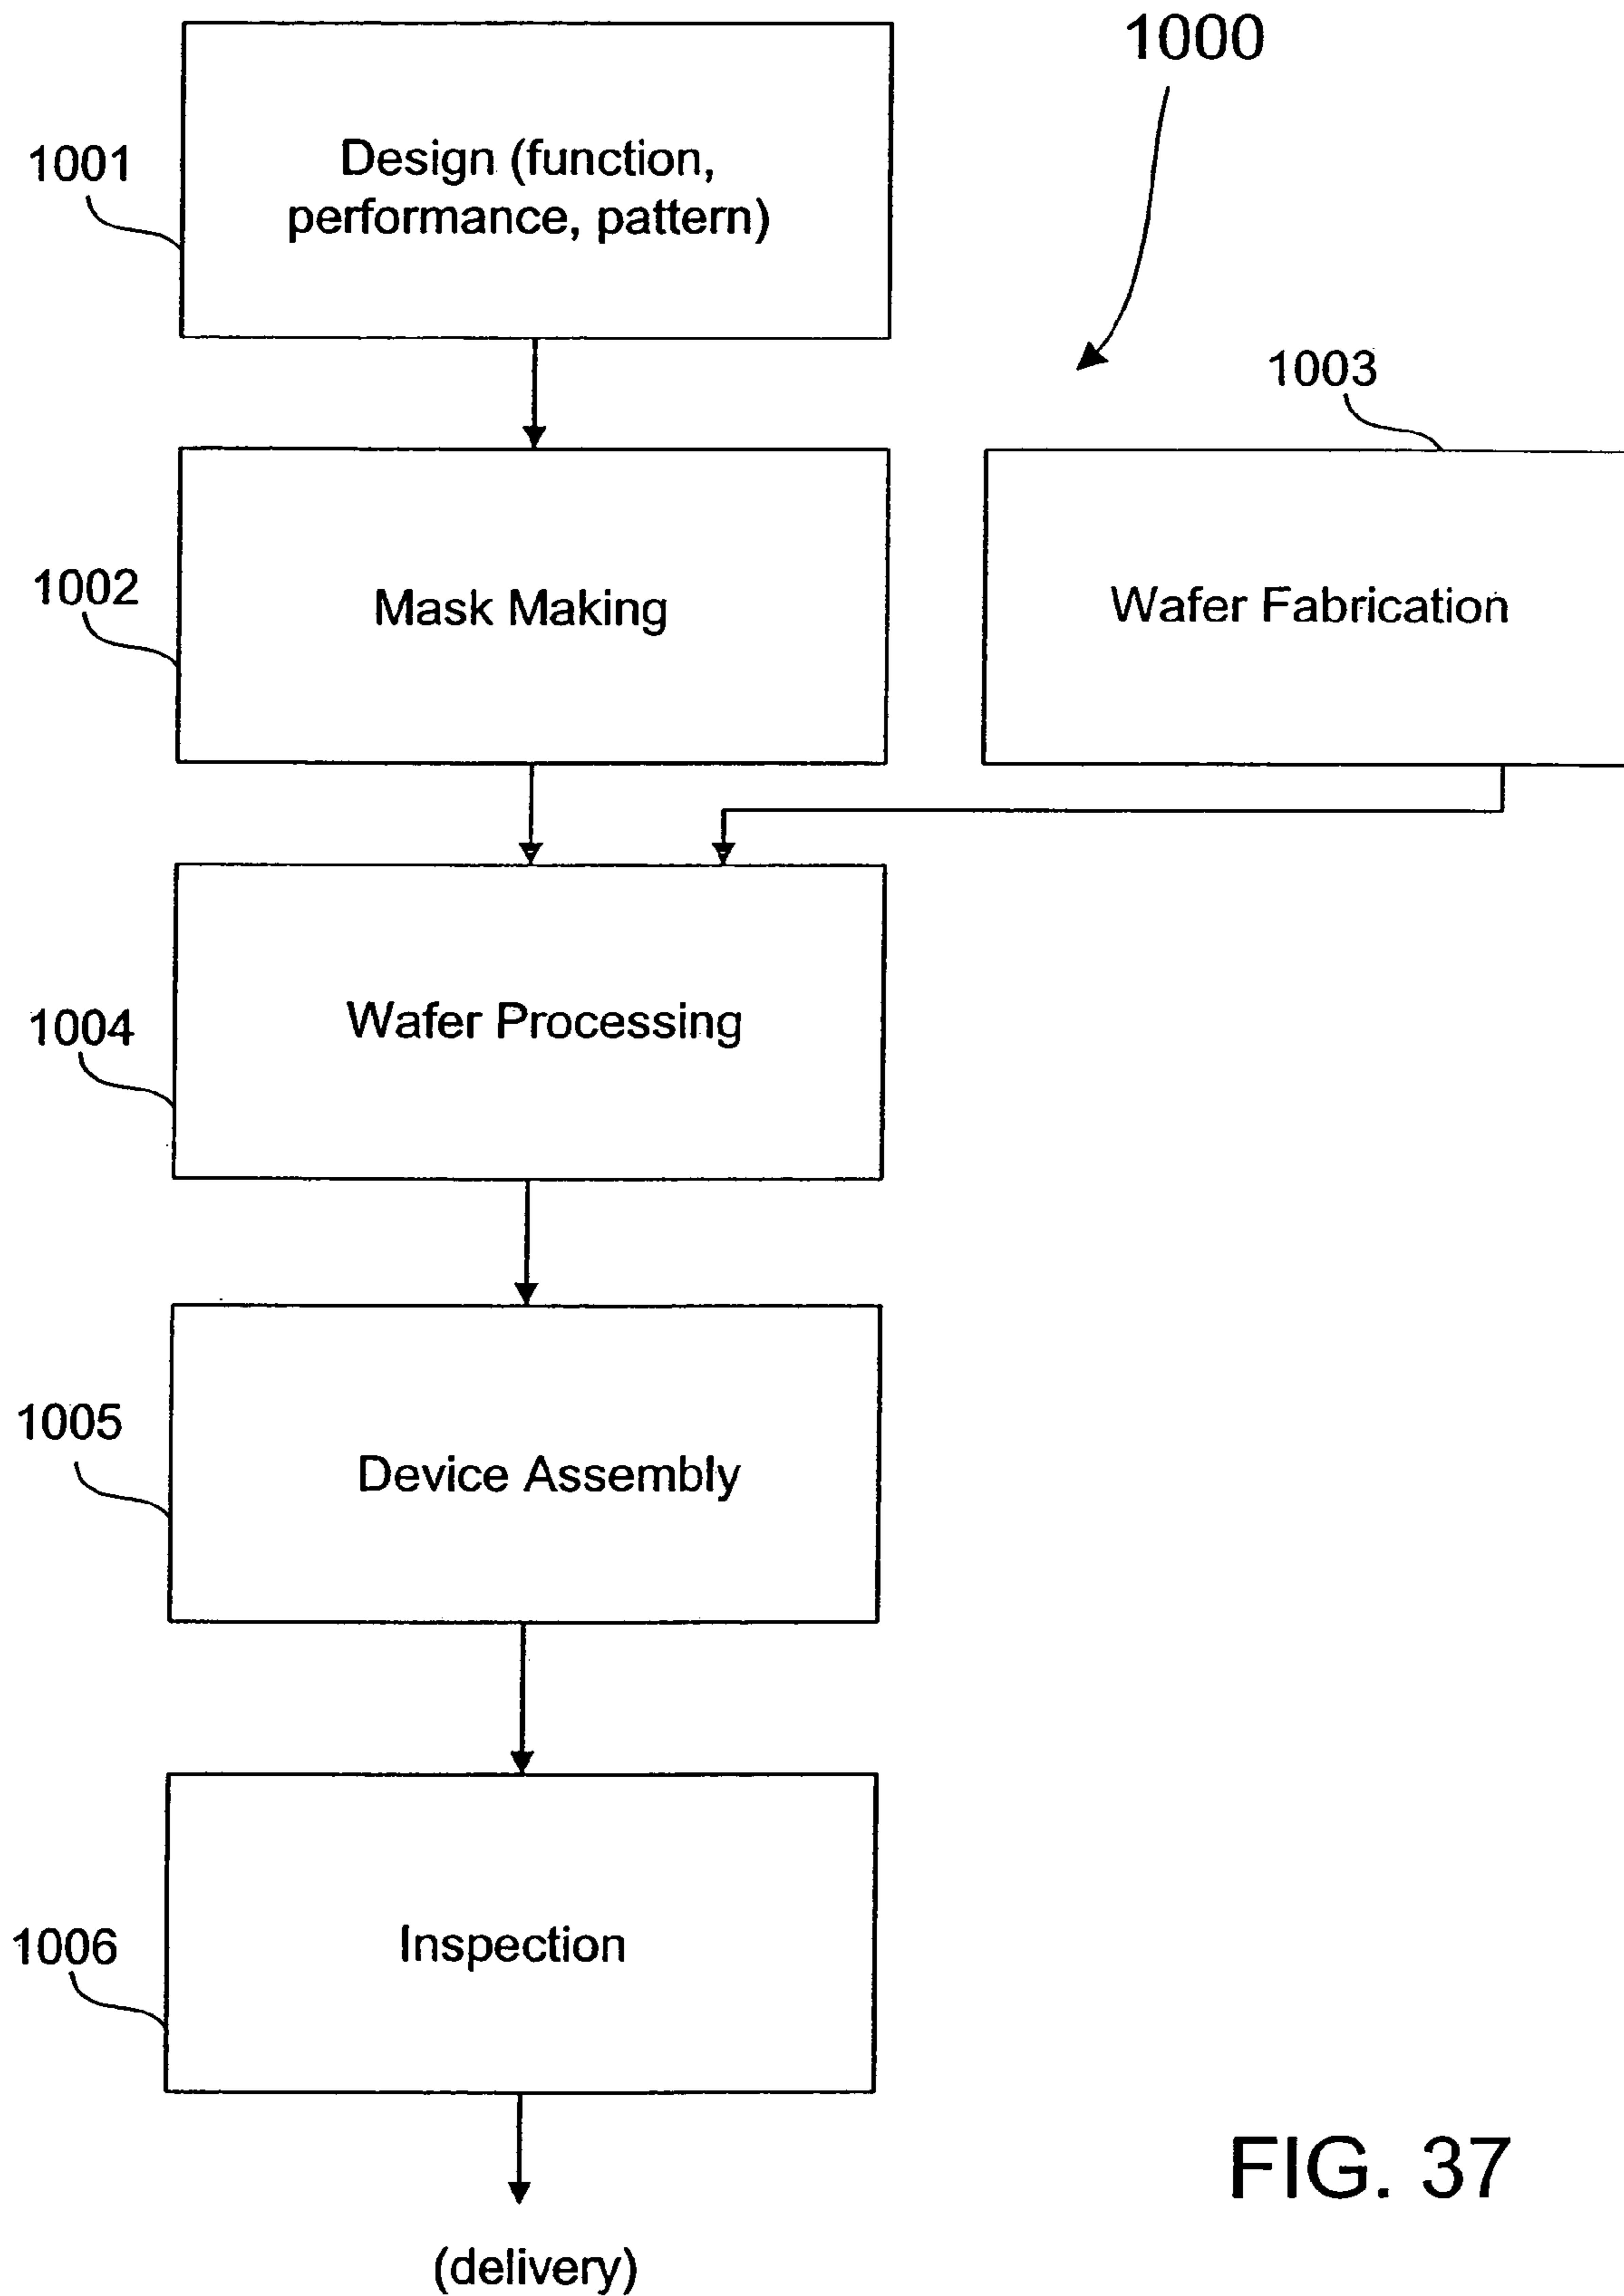 1000
1001
Design (function,
performance, pattern)
1003
1002
Mask Making
Wafer Fabrication
1004
Wafer Processing
1005
Device Assembly
1006
Inspection
FIG. 37
(delivery)